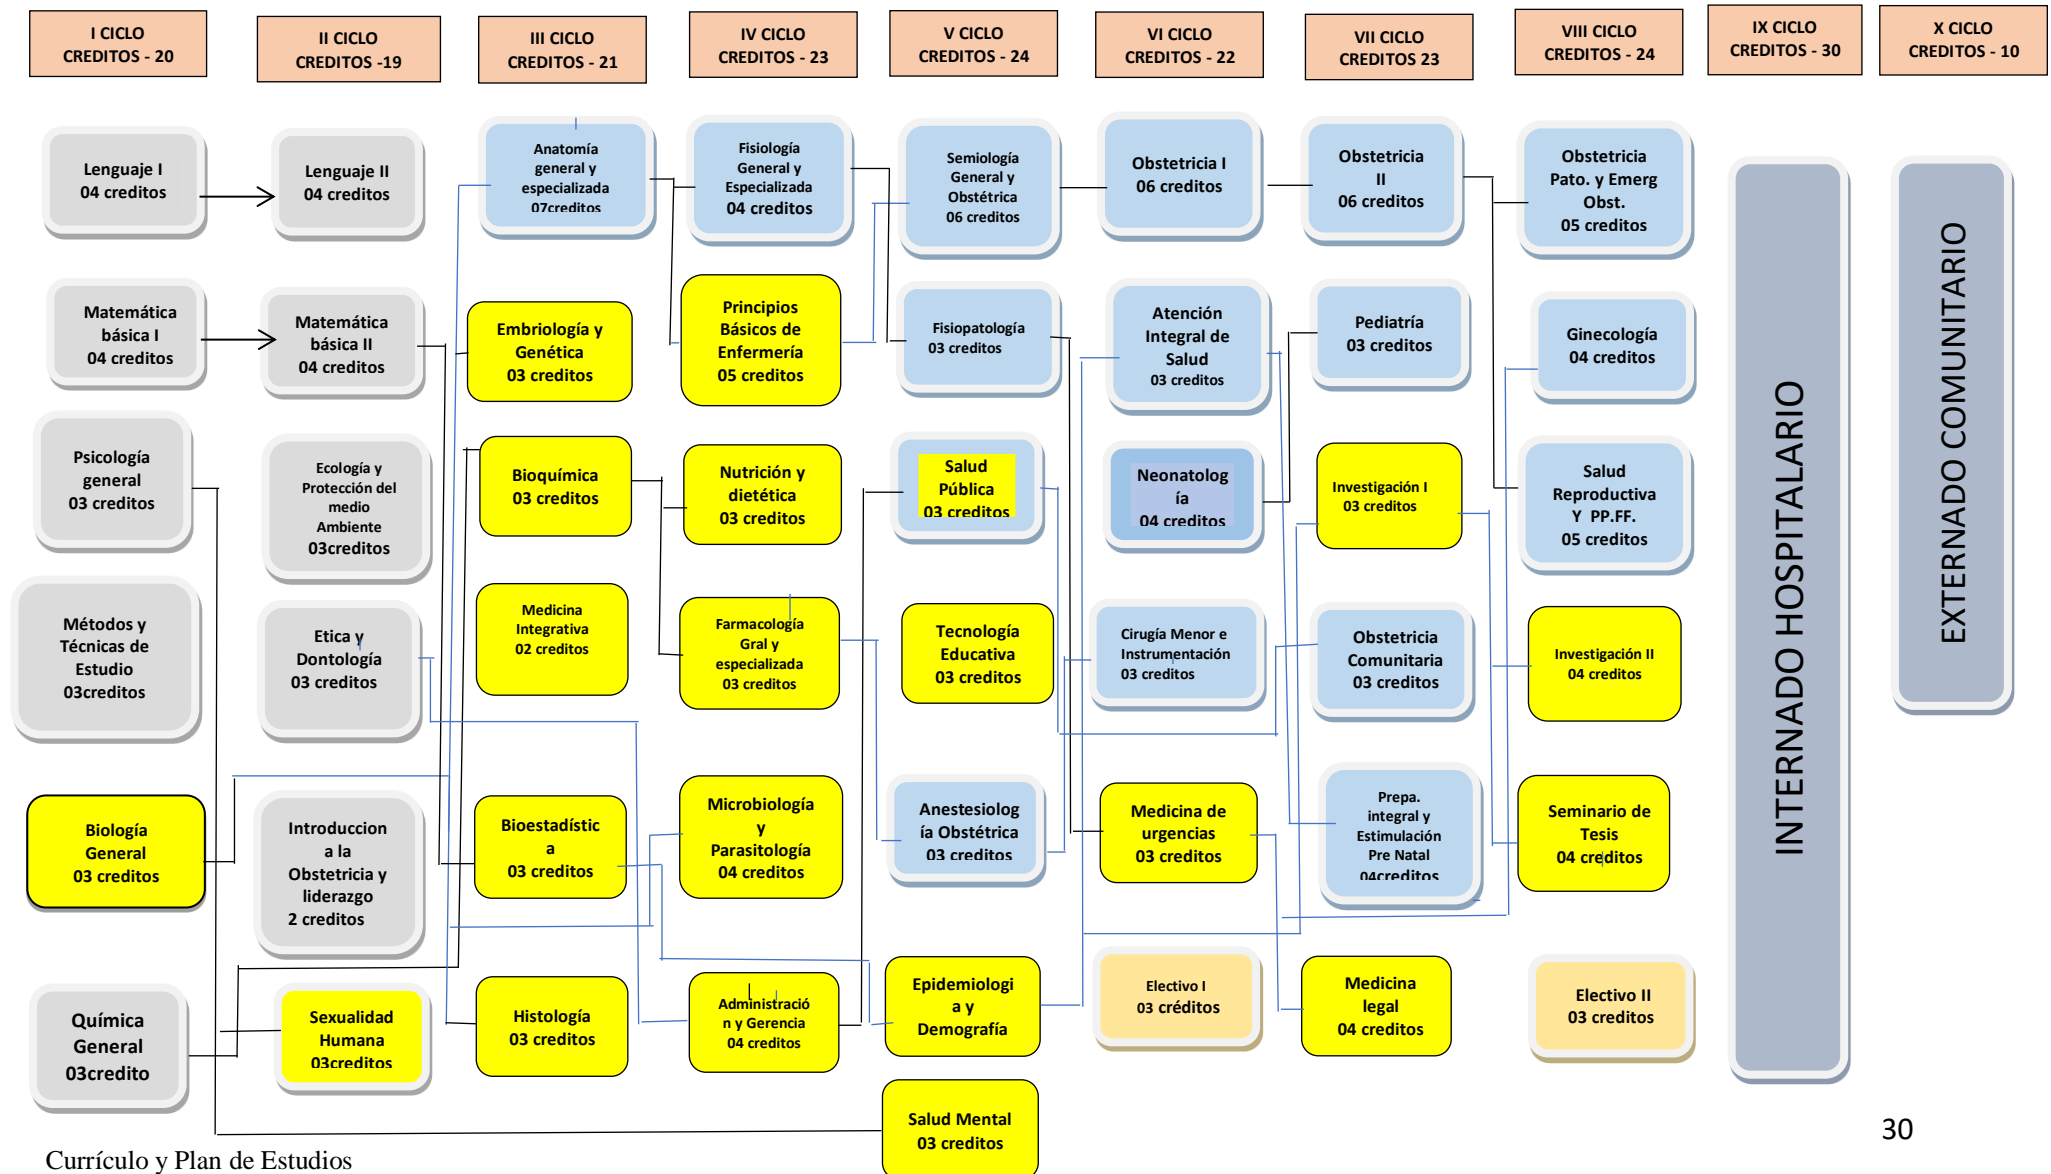 I CICLO
CREDITOS - 20
II CICLO
CREDITOS -19
III CICLO
CREDITOS - 21
IV CICLO
CREDITOS - 23
V CICLO
CREDITOS - 24
VI CICLO
CREDITOS - 22
VII CICLO
CREDITOS 23
VIII CICLO
CREDITOS - 24
IX CICLO
CREDITOS - 30
X CICLO
CREDITOS - 10
Lenguaje I
04 creditos
Matemática
básica I
04 creditos
Psicología
general
03 creditos
Métodos y
Técnicas de
Estudio
03creditos
Biología
General
03 creditos
Química
General
03credito
Lenguaje II
04 creditos
Matemática
básica II
04 creditos
Ecología y
Protección del
medio
Ambiente
03creditos
Etica y
Dontología
03 creditos
Introduccion
a la
Obstetricia y
liderazgo
2 creditos
Sexualidad
Humana
03creditos
Anatomía
general y
especializada
07creditos
Embriología y
Genética
03 creditos
Bioquímica
03 creditos
Medicina
Integrativa
02 creditos
Bioestadístic
a
03 creditos
Histología
03 creditos
Fisiología
General y
Especializada
04 creditos
Principios
Básicos de
Enfermería
05 creditos
Nutrición y
dietética
03 creditos
Farmacología
Gral y
especializada
03 creditos
Microbiología
y
Parasitología
04 creditos
Administració
n y Gerencia
04 creditos
Semiología
General y
Obstétrica
06 creditos
Fisiopatología
03 creditos
Salud
Pública
03 creditos
Tecnología
Educativa
03 creditos
Anestesiolog
ía Obstétrica
03 creditos
Epidemiologi
a y
Demografía
Salud Mental
03 creditos
Obstetricia I
06 creditos
Atención
Integral de
Salud
03 creditos
Neonatolog
ía
04 creditos
Cirugía Menor e
Instrumentación
03 creditos
Medicina de
urgencias
03 creditos
Electivo I
03 créditos
Obstetricia
II
06 creditos
Pediatría
03 creditos
Investigación I
03 creditos
Obstetricia
Comunitaria
03 creditos
Prepa.
integral y
Estimulación
Pre Natal
04creditos
Medicina
legal
04 creditos
Obstetricia
Pato. y Emerg
Obst.
05 creditos
Ginecología
04 creditos
Salud
Reproductiva
Y PP.FF.
05 creditos
Investigación II
04 creditos
Seminario de
Tesis
04 creditos
Electivo II
03 creditos
INTERNADO HOSPITALARIO
EXTERNADO COMUNITARIO
30
Currículo y Plan de Estudios